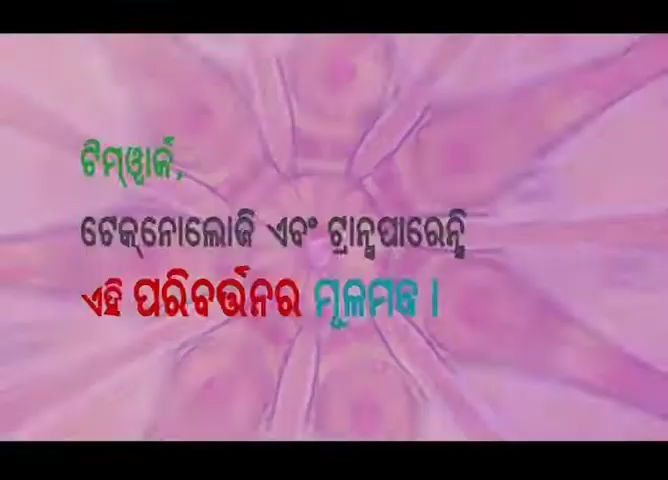 ଟିମ୍‌ୱାର୍କ,
ଟେକ୍‌ନୋଲୋଜି ଏବଂ ଟ୍ରାନ୍ସପାରେନ୍ସି
ଏହି ପରିବର୍ତ୍ତନର ମୂଳମନ୍ତ୍ର ।